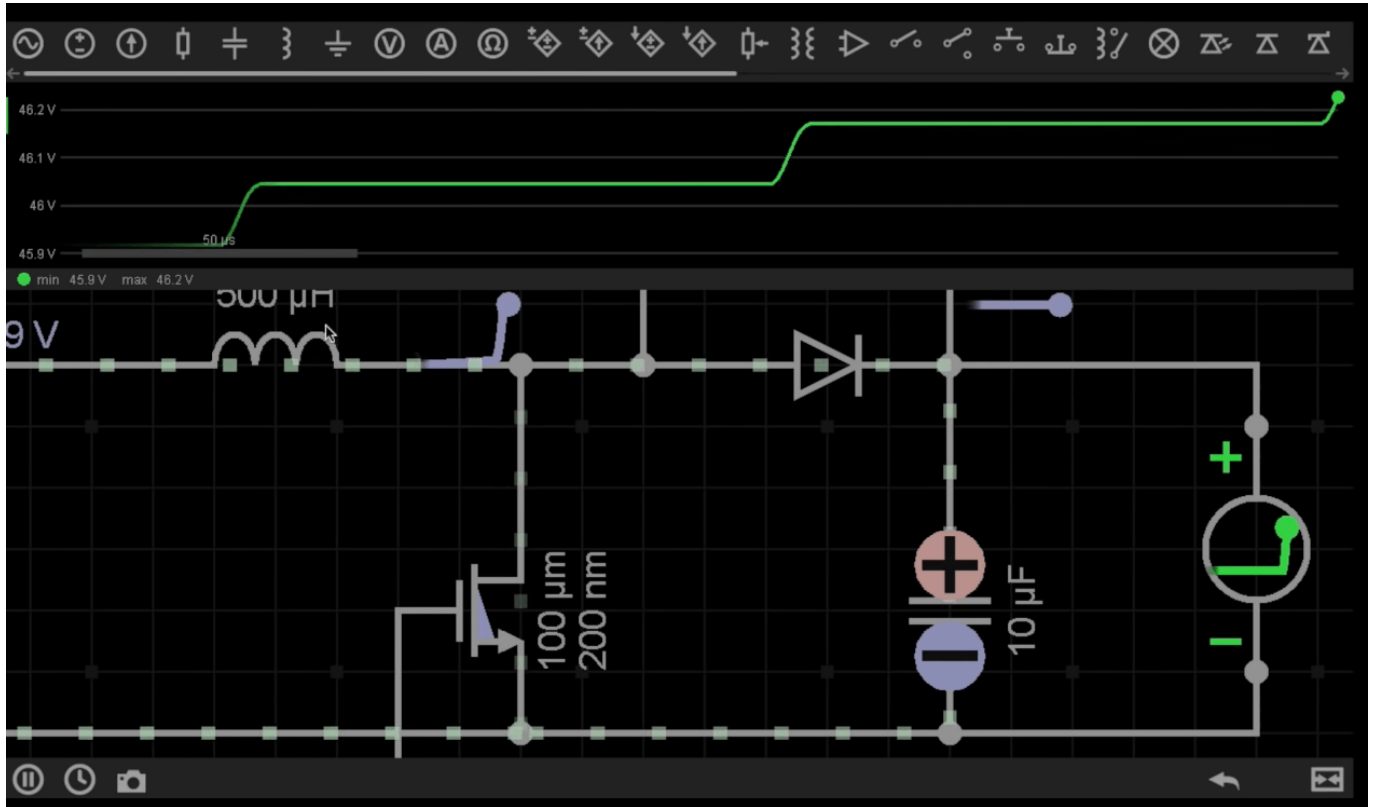 V
A
Ω
46.2 V
46.1 V
46 V
45.9 V
50 µs
min 45.9 V max 46.2 V
500 µH
9 V
100 µm
200 nm
10 µF